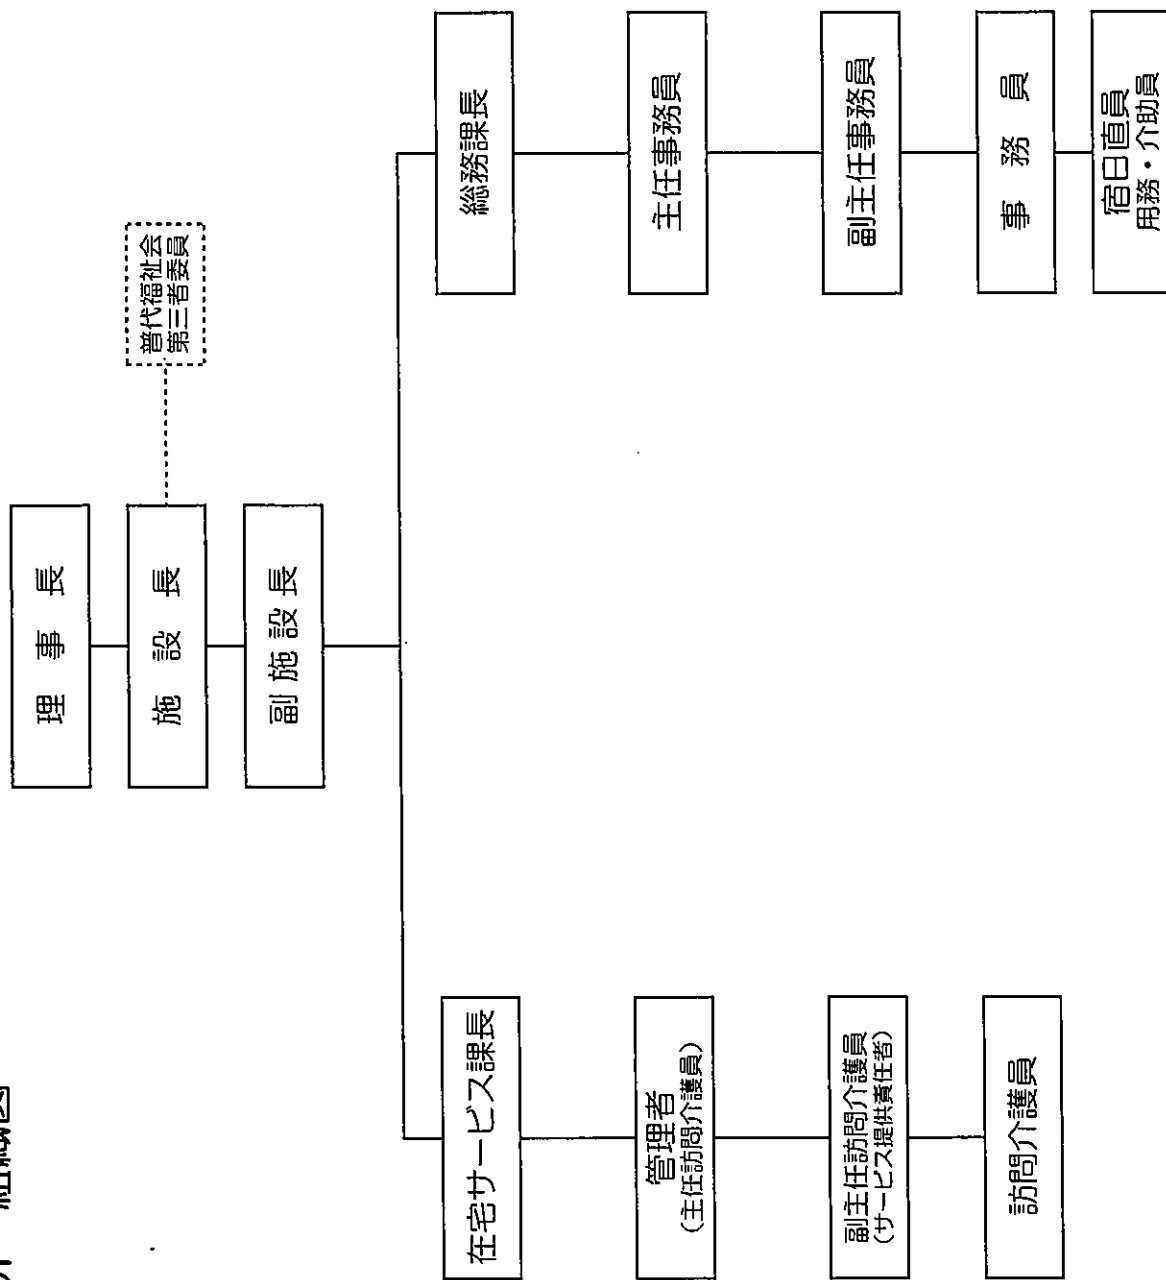 組織図
理事長
施設長
普代福祉会
第三者委員
副施設長
在宅サービス課長
管理者
(主任訪問介護員)
副主任訪問介護員
(サービス提供責任者)
訪問介護員
総務課長
主任事務員
副主任事務員
事務員
宿日直員
用務・介助員